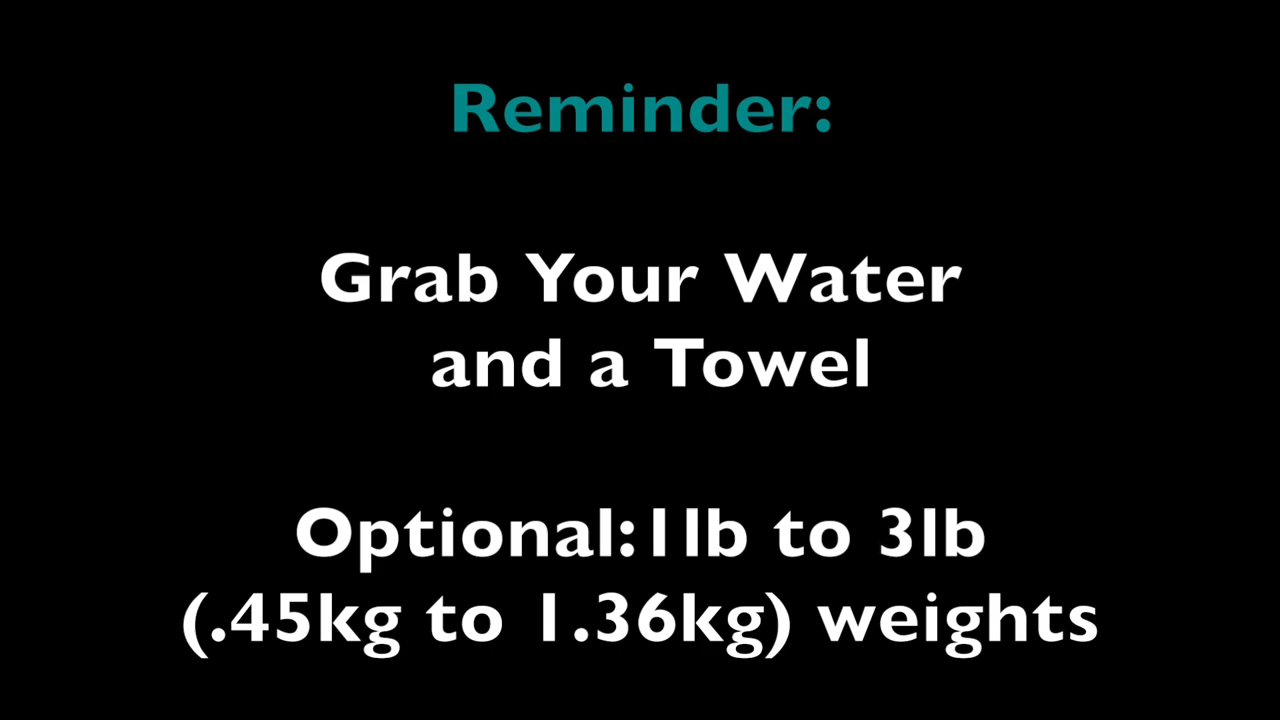 Reminder:
Grab Your Water
and a Towel
Optional:1lb to 3lb
(.45kg to 1.36kg) weights